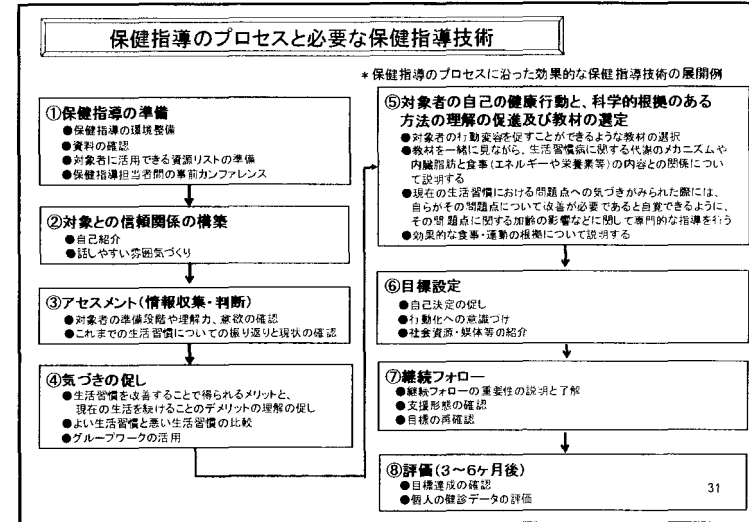 保健指導のプロセスと必要な保健指導技術
*保健指導のプロセスに沿った効果的な保健指導技術の展開例
①保健指導の準備
●保健指導の環境整備
●資料の確認
●対象者に活用できる資源リストの準備
●保健指導担当者間の事前カンファレンス
②対象との信頼関係の構築
●自己紹介
●話しやすい雰囲気づくり
③アセスメント(情報収集・判断)
●対象者の準備段階や理解力、意欲の確認
●これまでの生活習慣についての振り返りと現状の確認
④気づきの促し
●生活習慣を改善することで得られるメリットと、
現在の生活を続けることのデメリットの理解の促し
●よい生活習慣と悪い生活習慣の比較
●グループワークの活用
⑤対象者の自己の健康行動と、科学的根拠のある
方法の理解の促進及び教材の選定
●対象者の行動変容を促すことができるような教材の選択
●教材を一緒に見ながら、生活習慣病に関する代謝のメカニズムや
内臓脂肪と食事(エネルギーや栄養素等)の内容との関係につい
て説明する
●現在の生活習慣における問題点への気づきがみられた際には、
自らがその問題点について改善が必要であると自覚できるように、
その問題点に関する加齢の影響などに関して専門的な指導を行う
●効果的な食事・運動の根拠について説明する
⑥目標設定
●自己決定の促し
●行動化への意識づけ
●社会資源・媒体等の紹介
⑦継続フォロー
●継続フォローの重要性の説明と了解
●支援形態の確認
●目標の再確認
⑧評価(3~6ヶ月後)
●目標達成の確認
●個人の健診データの評価
31